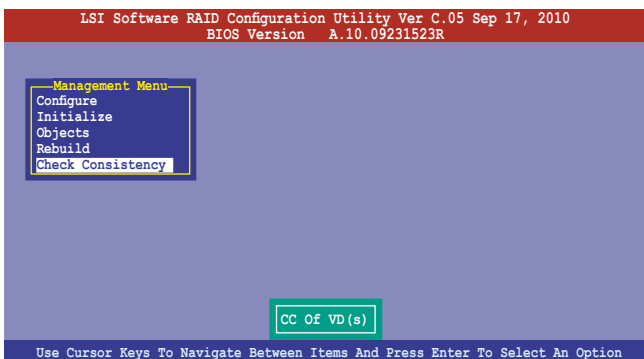 LSI Software RAID Configuration Utility Ver C.05 Sep 17, 2010
BIOS Version A.10.09231523R
Management Menu
Configure
Initialize
Objects
Rebuild
Check Consistency
CC Of VD(s)
Use Cursor Keys To Navigate Between Items And Press Enter To Select An Option